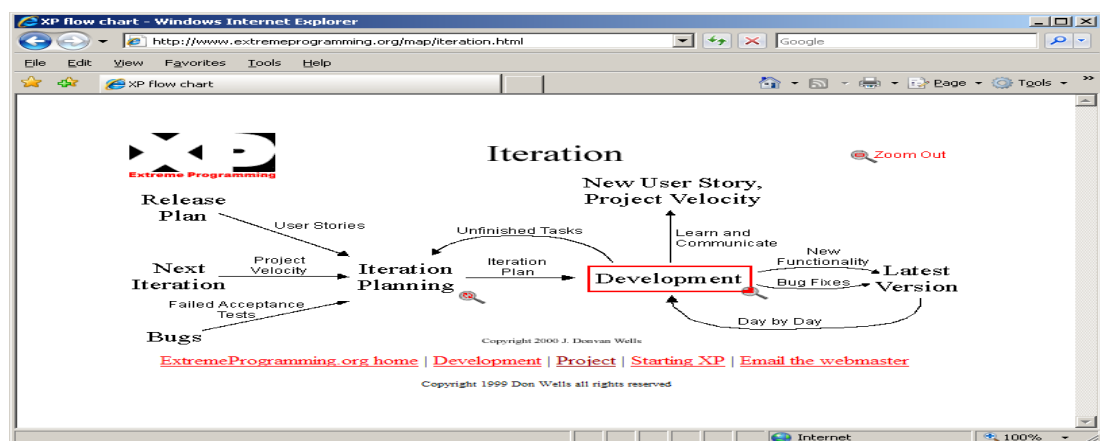 XP flow chart - Windows Internet Explorer
http://www.extremeprogramming.org/map/iteration.html
Google
File Edit View Favorites Tools Help
XP flow chart
Page Tools
XP
Extreme Programming
Iteration
Zoom Out
New User Story,
Project Velocity
Release
Plan
User Stories
Unfinished Tasks
Learn and
Communicate
New
Functionality
Next
Iteration
Project
Velocity
Iteration
Planning
Iteration
Plan
Development
Bug Fixes
Latest
Version
Failed Acceptance
Tests
Bugs
Day by Day
Copyright 2000 J. Donvan Wells
ExtremeProgramming.org home | Development | Project | Starting XP | Email the webmaster
Copyright 1999 Don Wells all rights reserved
Internet
100%